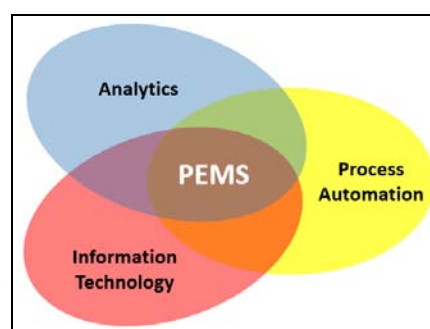 Analytics
PEMS
Process
Automation
Information
Technology